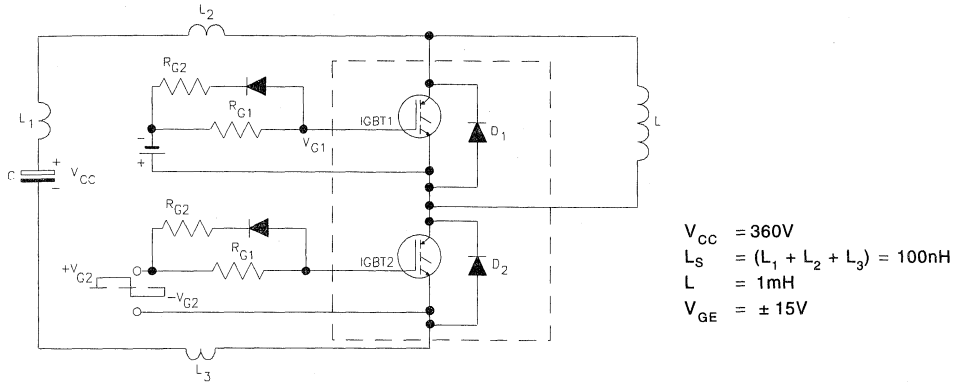 L2
RG2
RG1
IGBT1
VG1
D1
L
L1
-
+
C
+
VCC
-
RG2
RG1
IGBT2
D2
+VG2
-VG2
L3
VCC = 360V
LS = (L1 + L2 + L3) = 100nH
L = 1mH
VGE = ± 15V